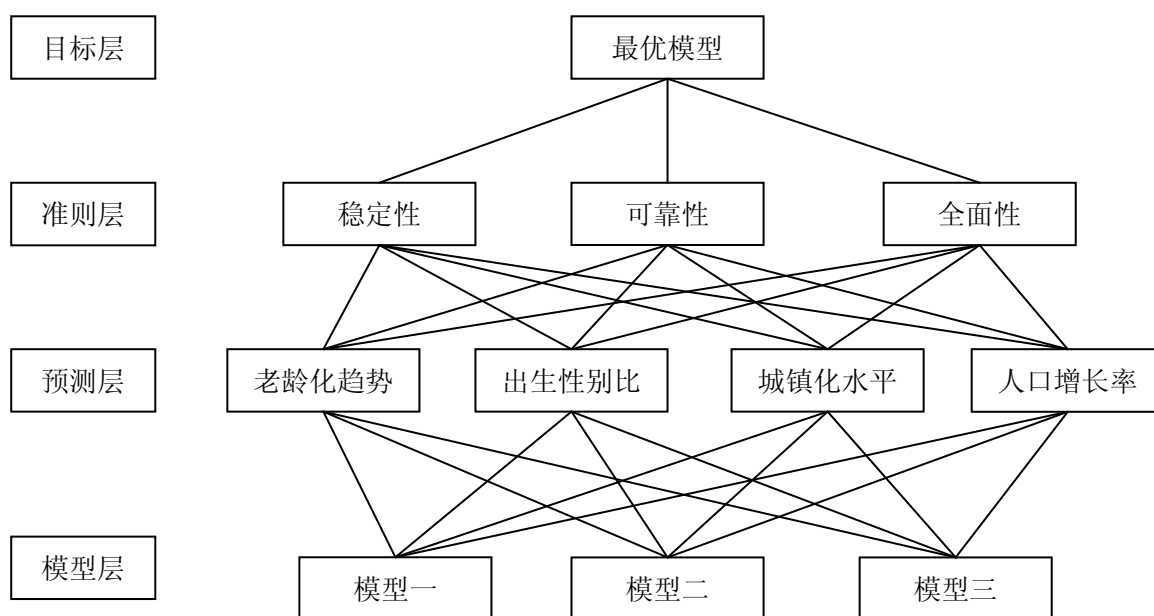 目标层
最优模型
准则层
稳定性
可靠性
全面性
预测层
老龄化趋势
出生性别比
城镇化水平
人口增长率
模型层
模型一
模型二
模型三